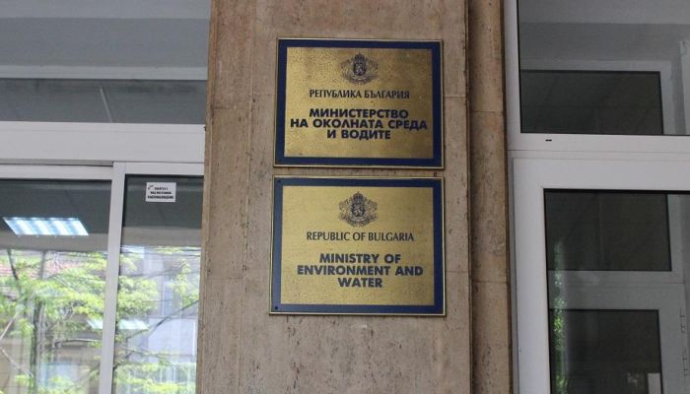 РЕПУБЛИКА БЪЛГАРИЯ
МИНИСТЕРСТВО
НА ОКОЛНАТА СРЕДА
И ВОДИТЕ
REPUBLIC OF BULGARIA
MINISTRY OF
ENVIRONMENT AND
WATER